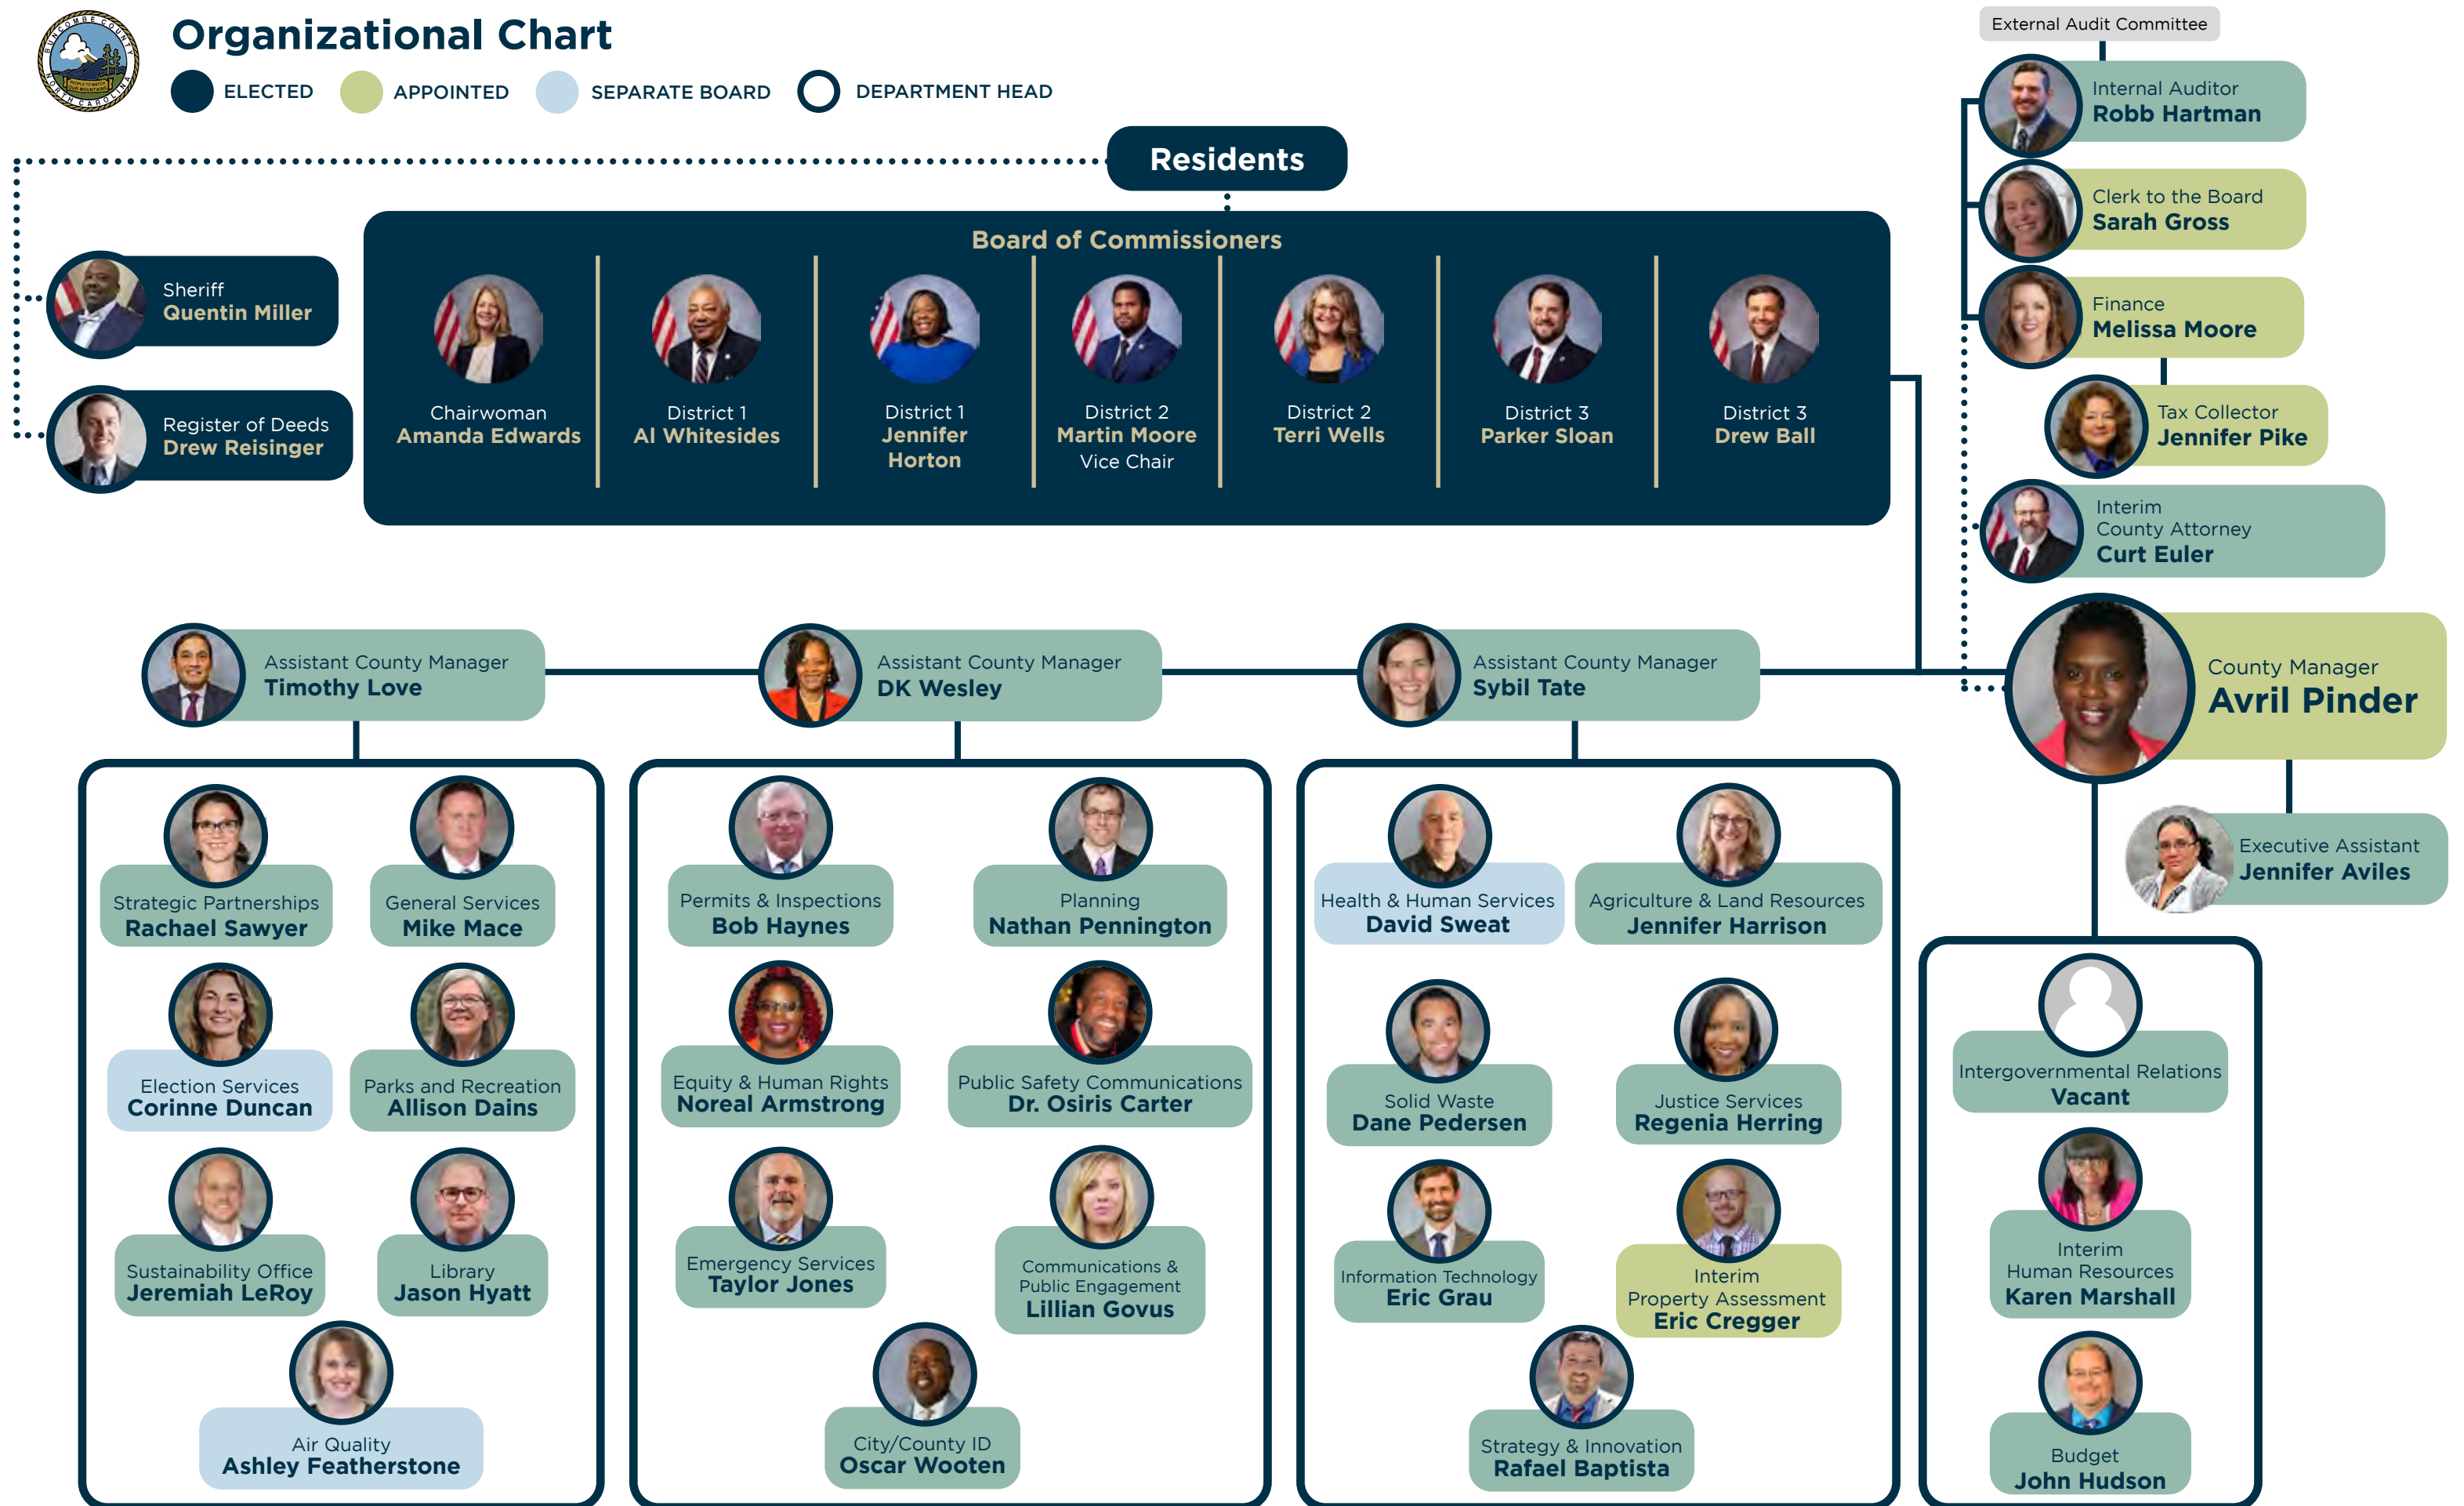 BUNCOMBE COUNTY
NORTH CAROLINA
PEOPLE TO MATCH
OUR MOUNTAINS
Organizational Chart
ELECTED
APPOINTED
SEPARATE BOARD
DEPARTMENT HEAD
Residents
Sheriff
Quentin Miller
Register of Deeds
Drew Reisinger
Board of Commissioners
Chairwoman
Amanda Edwards
District 1
Al Whitesides
District 1
Jennifer
Horton
District 2
Martin Moore
Vice Chair
District 2
Terri Wells
District 3
Parker Sloan
District 3
Drew Ball
External Audit Committee
Internal Auditor
Robb Hartman
Clerk to the Board
Sarah Gross
Finance
Melissa Moore
Tax Collector
Jennifer Pike
Interim
County Attorney
Curt Euler
County Manager
Avril Pinder
Executive Assistant
Jennifer Aviles
Assistant County Manager
Timothy Love
Assistant County Manager
DK Wesley
Assistant County Manager
Sybil Tate
Strategic Partnerships
Rachael Sawyer
General Services
Mike Mace
Election Services
Corinne Duncan
Parks and Recreation
Allison Dains
Sustainability Office
Jeremiah LeRoy
Library
Jason Hyatt
Air Quality
Ashley Featherstone
Permits & Inspections
Bob Haynes
Planning
Nathan Pennington
Equity & Human Rights
Noreal Armstrong
Public Safety Communications
Dr. Osiris Carter
Emergency Services
Taylor Jones
Communications &
Public Engagement
Lillian Govus
City/County ID
Oscar Wooten
Health & Human Services
David Sweat
Agriculture & Land Resources
Jennifer Harrison
Solid Waste
Dane Pedersen
Justice Services
Regenia Herring
Information Technology
Eric Grau
Interim
Property Assessment
Eric Cregger
Strategy & Innovation
Rafael Baptista
Intergovernmental Relations
Vacant
Interim
Human Resources
Karen Marshall
Budget
John Hudson